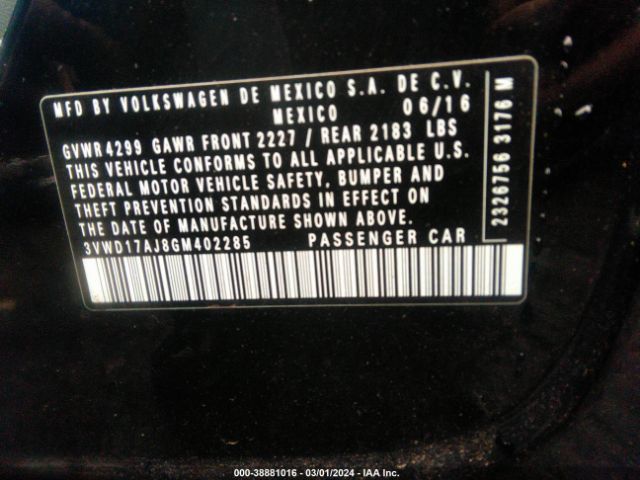 MFD BY VOLKSWAGEN DE MEXICO S.A. DE C.V.
MEXICO 06/16
GVWR 4299 GAWR FRONT 2227 / REAR 2183 LBS
THIS VEHICLE CONFORMS TO ALL APPLICABLE U.S.
FEDERAL MOTOR VEHICLE SAFETY, BUMPER AND
THEFT PREVENTION STANDARDS IN EFFECT ON
THE DATE OF MANUFACTURE SHOWN ABOVE.
3VWD17AJ8GM402285 PASSENGER CAR
2326756 3176 M
000-38881016 - 03/01/2024 - IAA Inc.